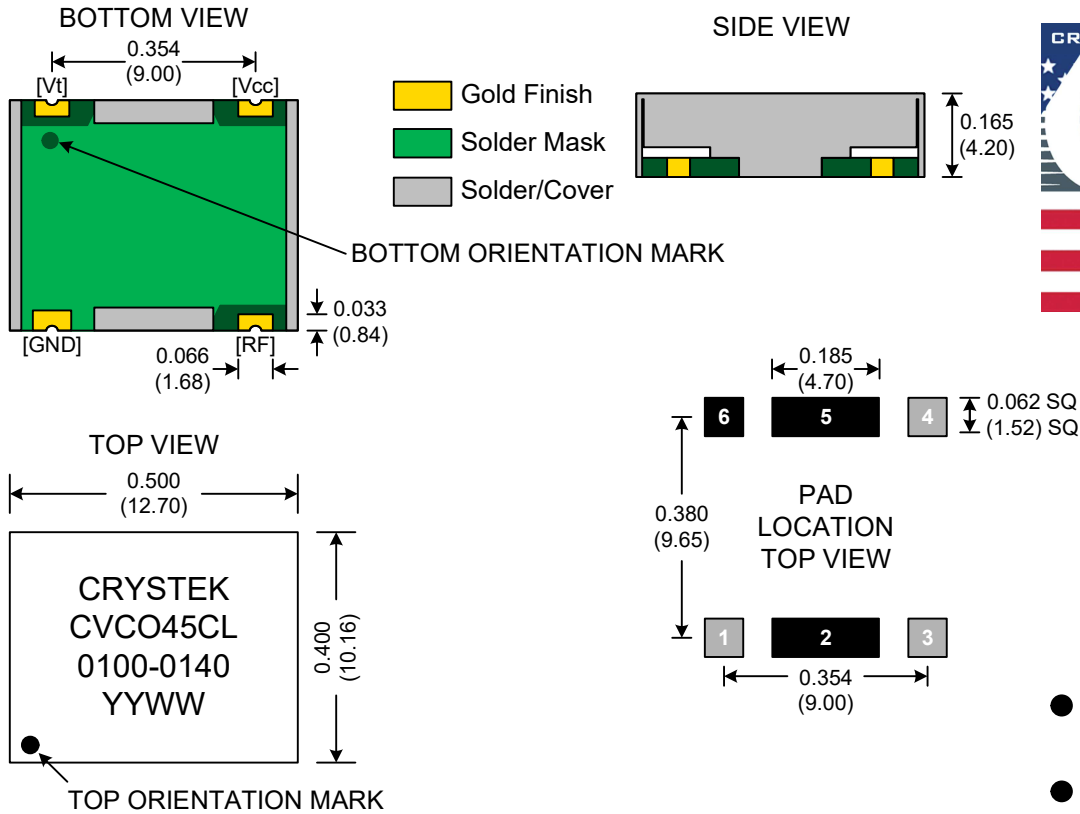 BOTTOM VIEW
0.354
(9.00)
[Vt]
[Vcc]
[GND]
[RF]
0.033
(0.84)
0.066
(1.68)
Gold Finish
Solder Mask
Solder/Cover
BOTTOM ORIENTATION MARK
SIDE VIEW
0.165
(4.20)
CR
TOP VIEW
0.500
(12.70)
CRYSTEK
CVCO45CL
0100-0140
YYWW
0.400
(10.16)
TOP ORIENTATION MARK
0.185
(4.70)
6
5
4
0.062 SQ
(1.52) SQ
0.380
(9.65)
PAD
LOCATION
TOP VIEW
1
2
3
0.354
(9.00)